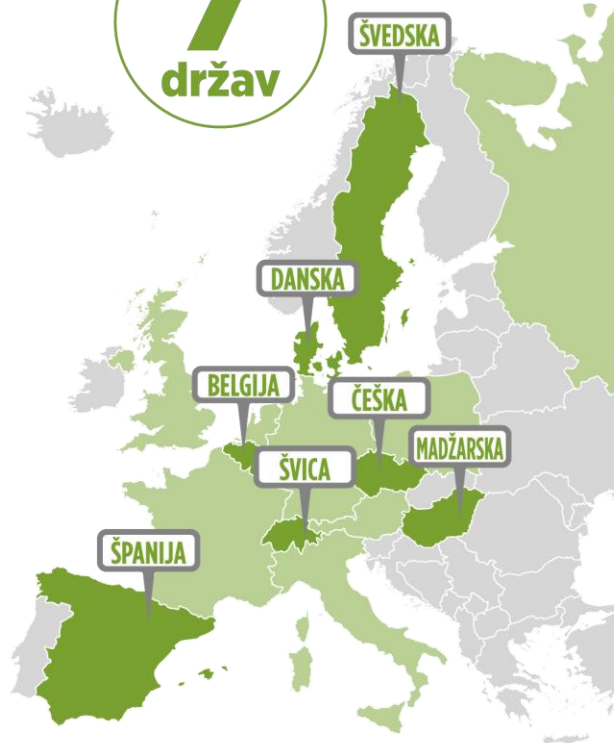 7
držav
ŠVEDSKA
DANSKA
BELGIJA
ČEŠKA
MADŽARSKA
ŠVICA
ŠPANIJA